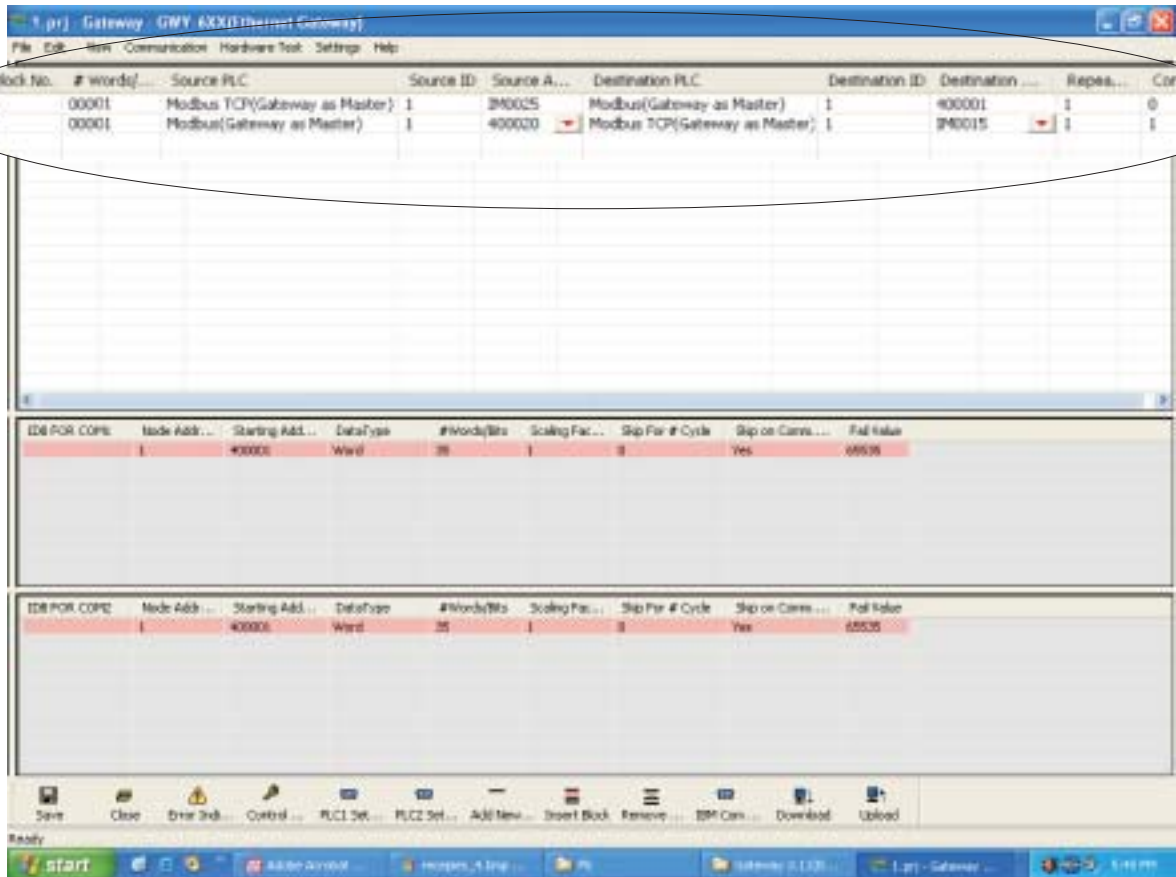 1.prj - Gateway - GWY 6XX(Ethernet Gateway)
File Edit View Communication Hardware Test Settings Help
lock No. # Words/... Source PLC Source ID Source A... Destination PLC Destination ID Destination ... Repea... Con
00001 Modbus TCP(Gateway as Master) 1 IM0025 Modbus(Gateway as Master) 1 400001 1 0
00001 Modbus(Gateway as Master) 1 400020 Modbus TCP(Gateway as Master) 1 IM0015 1 1
Node Addr... Starting Add... DataType #Words/Bits Scaling Fac... Skip For # Cycle Skip on Comm.... Fail Value
1 400001 Word 35 1 0 Yes 65535
IDB FOR COM2 Node Addr... Starting Add... DataType #Words/Bits Scaling Fac... Skip For # Cycle Skip on Comm.... Fail Value
1 400001 Word 35 1 0 Yes 65535
Save Close Error Indi... Control ... PLC1 Set... PLC2 Set... Add New... Insert Block Remove ... IBM Com... Download Upload
Ready
start Adobe Acrobat ... Gateway 1.prj - Gateway ... PM